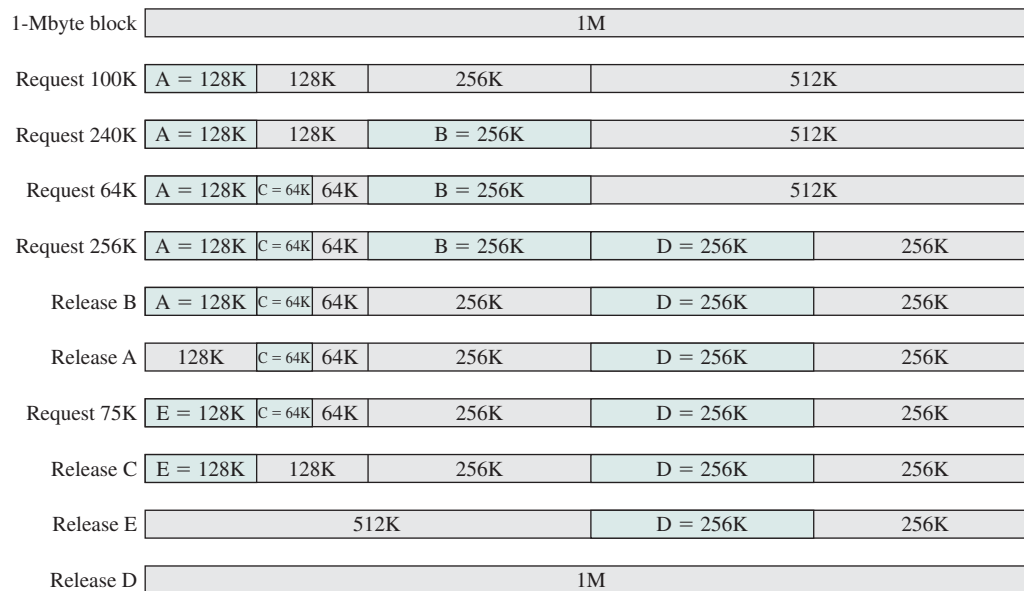 1-Mbyte block 1M
Request 100K A = 128K 128K 256K 512K
Request 240K A = 128K 128K B = 256K 512K
Request 64K A = 128K C = 64K 64K B = 256K 512K
Request 256K A = 128K C = 64K 64K B = 256K D = 256K 256K
Release B A = 128K C = 64K 64K 256K D = 256K 256K
Release A 128K C = 64K 64K 256K D = 256K 256K
Request 75K E = 128K C = 64K 64K 256K D = 256K 256K
Release C E = 128K 128K 256K D = 256K 256K
Release E 512K D = 256K 256K
Release D 1M